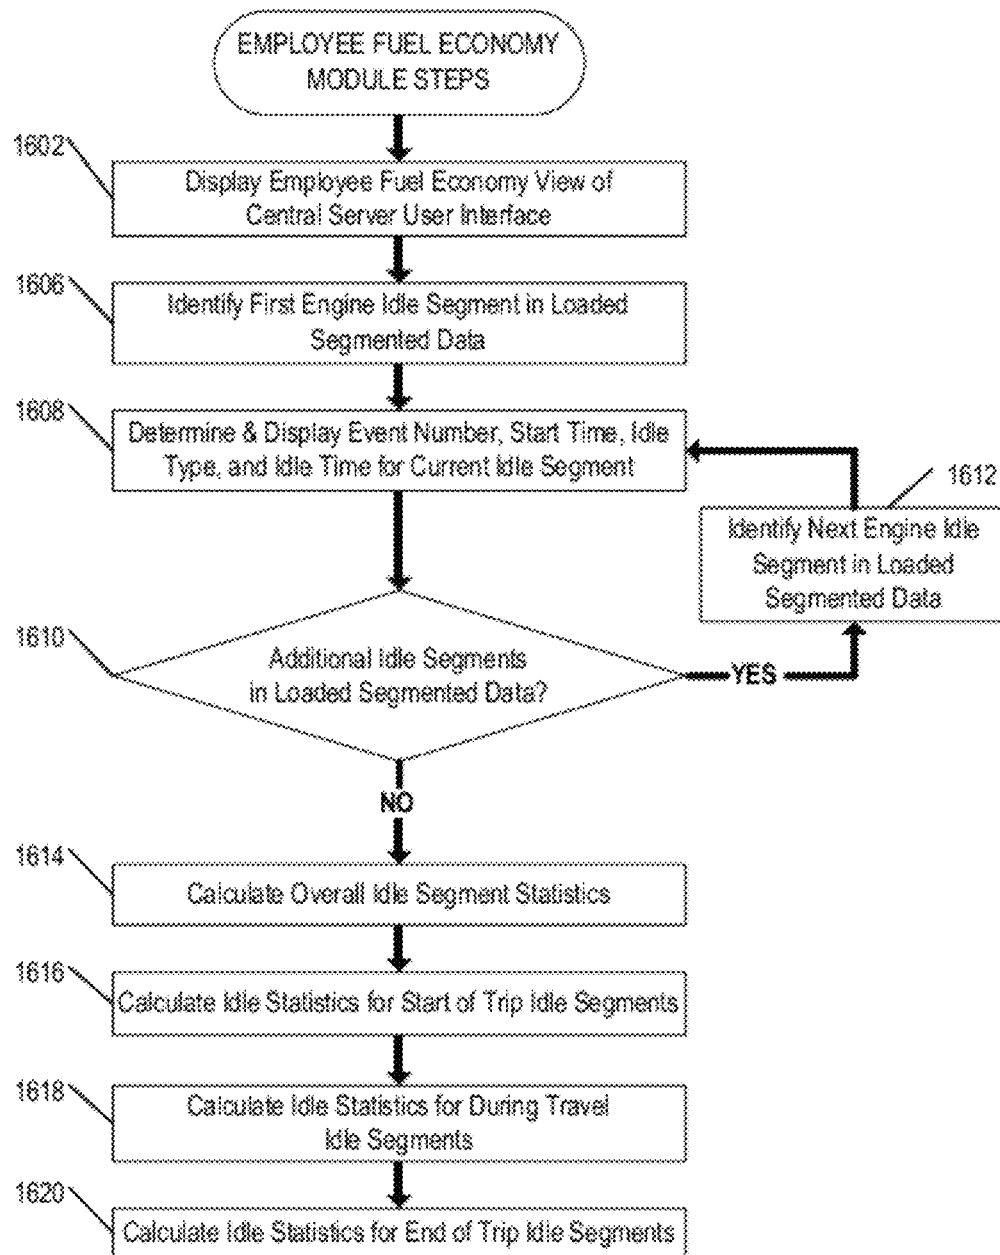 EMPLOYEE FUEL ECONOMY
MODULE STEPS
1602
Display Employee Fuel Economy View of
Central Server User Interface
1606
Identify First Engine Idle Segment in Loaded
Segmented Data
1608
Determine & Display Event Number, Start Time, Idle
Type, and Idle Time for Current Idle Segment
1612
Identify Next Engine Idle
Segment in Loaded
Segmented Data
1610
Additional Idle Segments
in Loaded Segmented Data?
YES
NO
1614
Calculate Overall Idle Segment Statistics
1616
Calculate Idle Statistics for Start of Trip Idle Segments
1618
Calculate Idle Statistics for During Travel
Idle Segments
1620
Calculate Idle Statistics for End of Trip Idle Segments